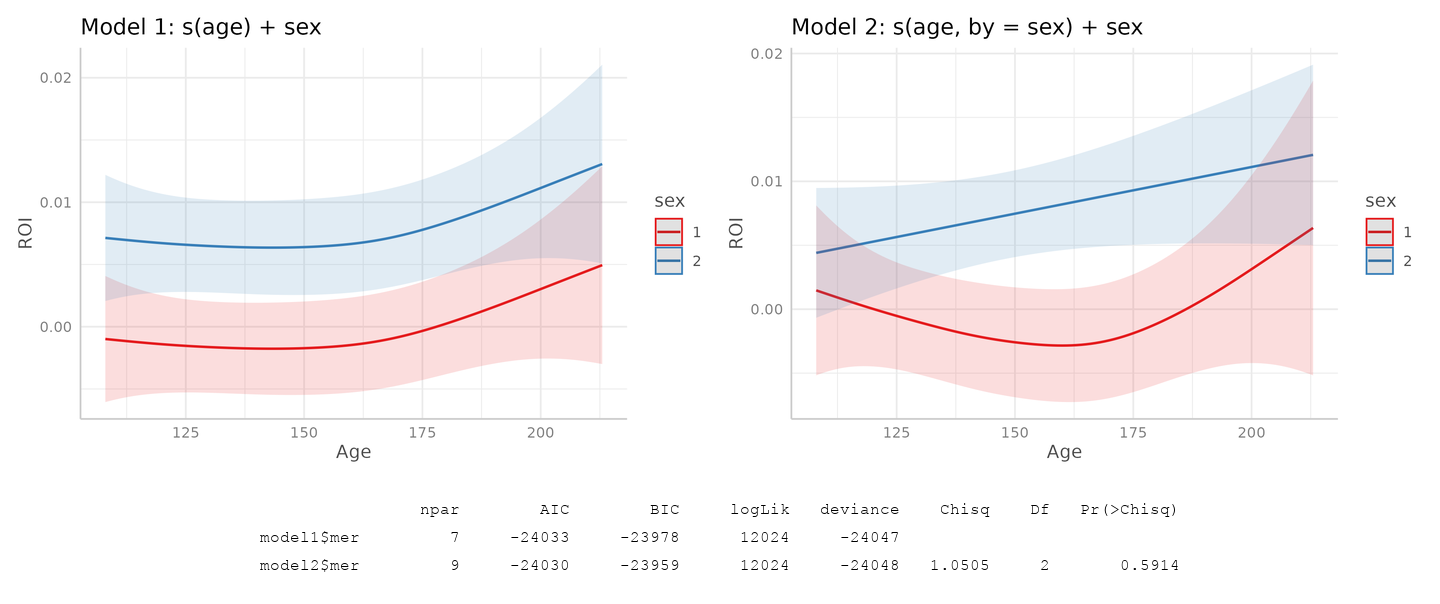 Model 1: s(age) + sex
0.02
0.01
0.00
ROI
125 150 175 200
Age
sex
1
2
Model 2: s(age, by = sex) + sex
0.02
0.01
0.00
ROI
125 150 175 200
Age
sex
1
2
npar AIC BIC logLik deviance Chisq Df Pr(>Chisq)
model1$mer 7 -24033 -23978 12024 -24047
model2$mer 9 -24030 -23959 12024 -24048 1.0505 2 0.5914